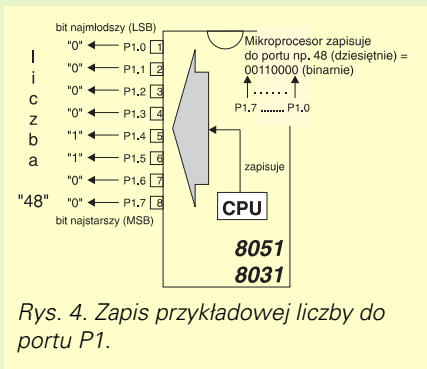 bit najmłodszy (LSB)
"0" P1.0 1
"0" P1.1 2
"0" P1.2 3
"0" P1.3 4
"1" P1.4 5
"1" P1.5 6
"0" P1.6 7
"0" P1.7 8
liczba
"48"
bit najstarszy (MSB)
Mikroprocesor zapisuje
do portu np. 48 (dziesiętnie) =
00110000 (binarnie)
P1.7 ........ P1.0
zapisuje
CPU
8051
8031
Rys. 4. Zapis przykładowej liczby do
portu P1.